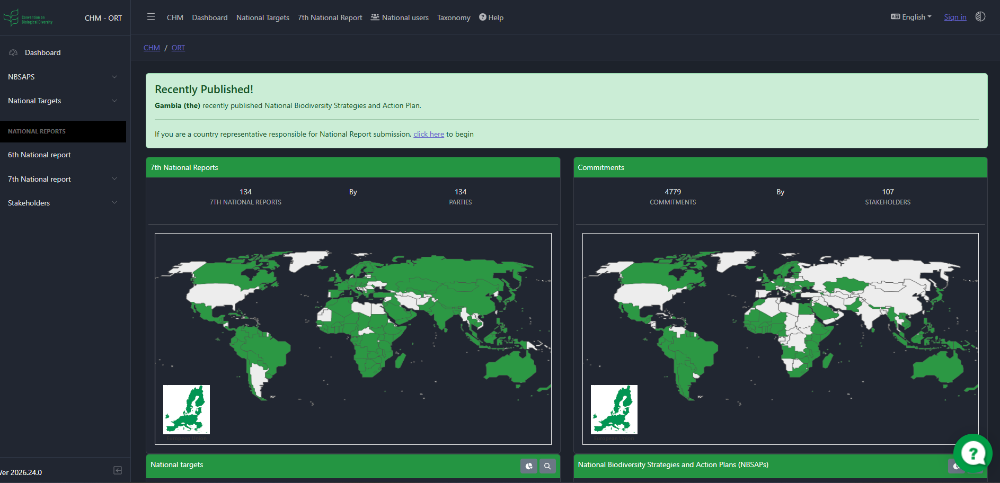 Convention on
Biological Diversity
CHM - ORT
CHM Dashboard National Targets 7th National Report National users Taxonomy Help
English
Sign in
Dashboard
NBSAPS
National Targets
NATIONAL REPORTS
6th National report
7th National report
Stakeholders
Ver 2026.24.0
CHM / ORT
Recently Published!
Gambia (the) recently published National Biodiversity Strategies and Action Plan.
If you are a country representative responsible for National Report submission, click here to begin
7th National Reports
134 By 134
7TH NATIONAL REPORTS PARTIES
European Union
Commitments
4779 By 107
COMMITMENTS STAKEHOLDERS
European Union
National targets
National Biodiversity Strategies and Action Plans (NBSAPs)